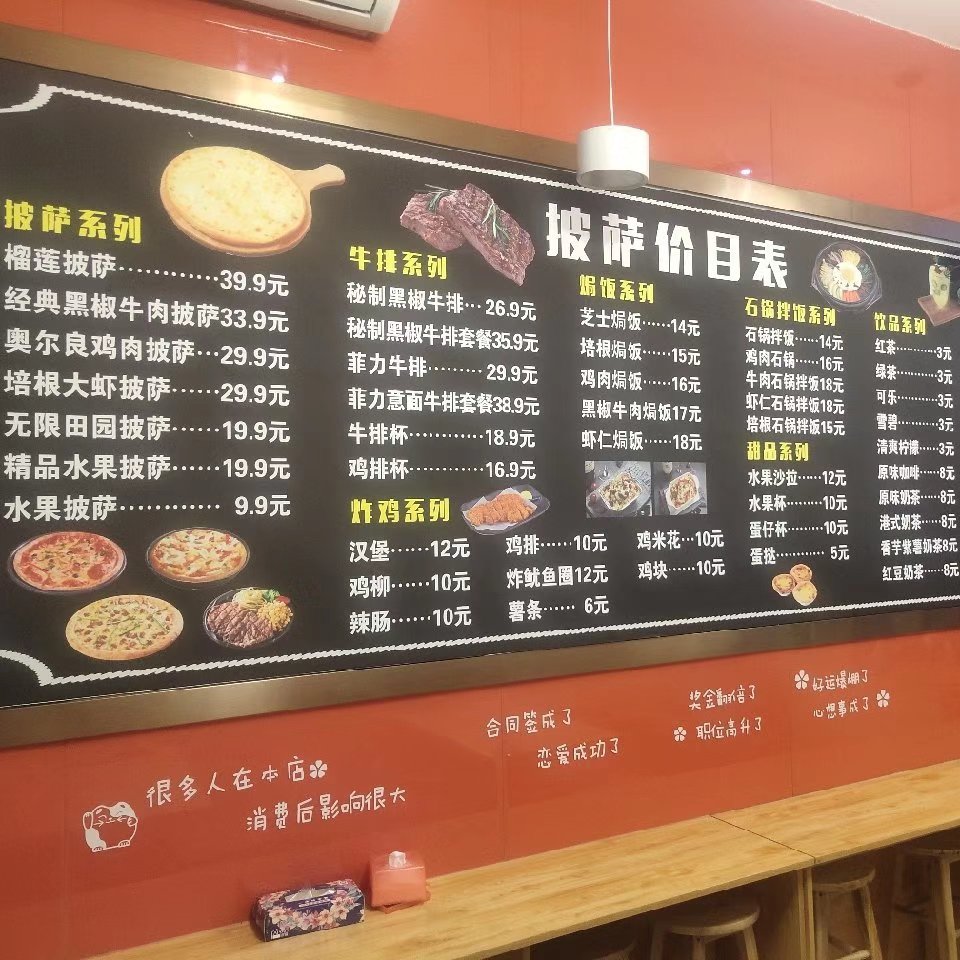 披萨价目表
披萨系列
榴莲披萨············39.9元
经典黑椒牛肉披萨33.9元
奥尔良鸡肉披萨···29.9元
培根大虾披萨······29.9元
无限田园披萨······19.9元
精品水果披萨······19.9元
水果披萨············ 9.9元
牛排系列
秘制黑椒牛排··· 26.9元
秘制黑椒牛排套餐35.9元
菲力牛排········· 29.9元
菲力意面牛排套餐38.9元
牛排杯············18.9元
鸡排杯············16.9元
炸鸡系列
汉堡······12元
鸡柳······10元
辣肠······10元
鸡排······10元
炸鱿鱼圈12元
薯条······ 6元
鸡米花···10元
鸡块······10元
焗饭系列
芝士焗饭······14元
培根焗饭······15元
鸡肉焗饭······16元
黑椒牛肉焗饭17元
虾仁焗饭······18元
石锅拌饭系列
石锅拌饭······14元
鸡肉石锅······16元
牛肉石锅拌饭18元
虾仁石锅拌饭18元
培根石锅拌饭15元
甜品系列
水果沙拉······12元
水果杯·········10元
蛋仔杯·········10元
蛋挞············ 5元
饮品系列
红茶············3元
绿茶············3元
可乐············3元
雪碧············3元
清爽柠檬······3元
原味咖啡······8元
原味奶茶······8元
港式奶茶······8元
香芋紫薯奶茶8元
红豆奶茶······8元
很多人在本店
消费后影响很大
合同签成了
恋爱成功了
奖金翻倍了
职位高升了
好运爆棚了
心想事成了